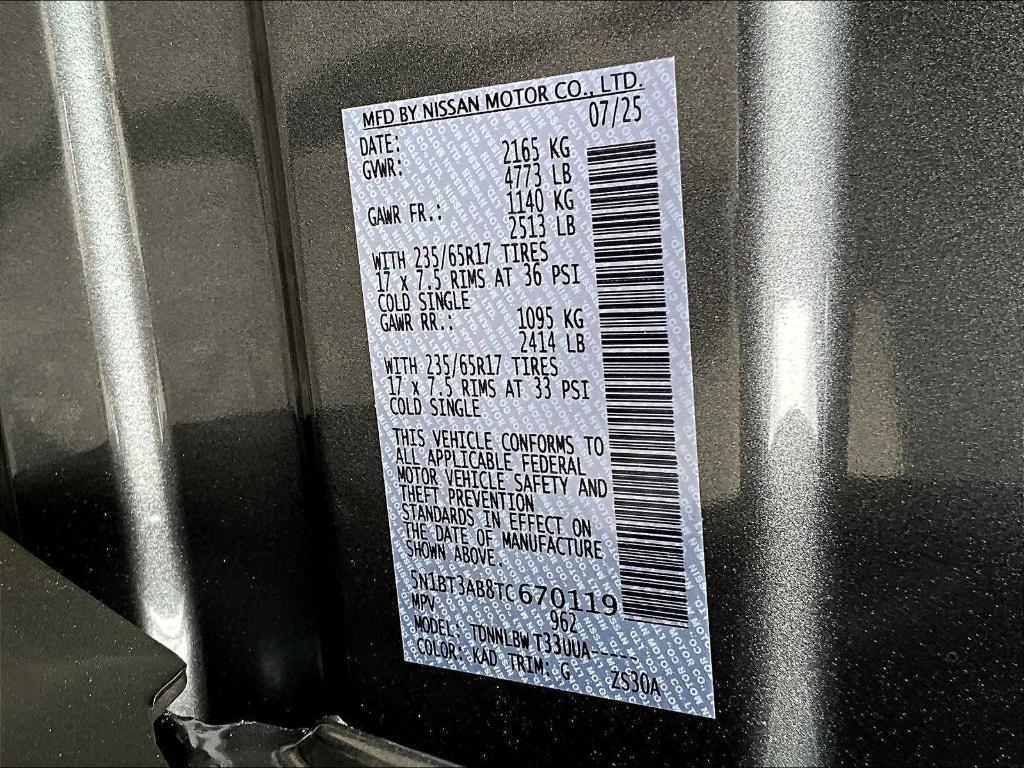 MFD BY NISSAN MOTOR CO., LTD.
DATE: 07/25
GVWR: 2165 KG
4773 LB
GAWR FR.: 1140 KG
2513 LB
WITH 235/65R17 TIRES
17 x 7.5 RIMS AT 36 PSI
COLD SINGLE
GAWR RR.: 1095 KG
2414 LB
WITH 235/65R17 TIRES
17 x 7.5 RIMS AT 33 PSI
COLD SINGLE
THIS VEHICLE CONFORMS TO
ALL APPLICABLE FEDERAL
MOTOR VEHICLE SAFETY AND
THEFT PREVENTION
STANDARDS IN EFFECT ON
THE DATE OF MANUFACTURE
SHOWN ABOVE.
5N1BT3AB8TC670119
MPV 962
MODEL: TDNNLBW T33UUA-----
COLOR: KAD TRIM: G ZS30A